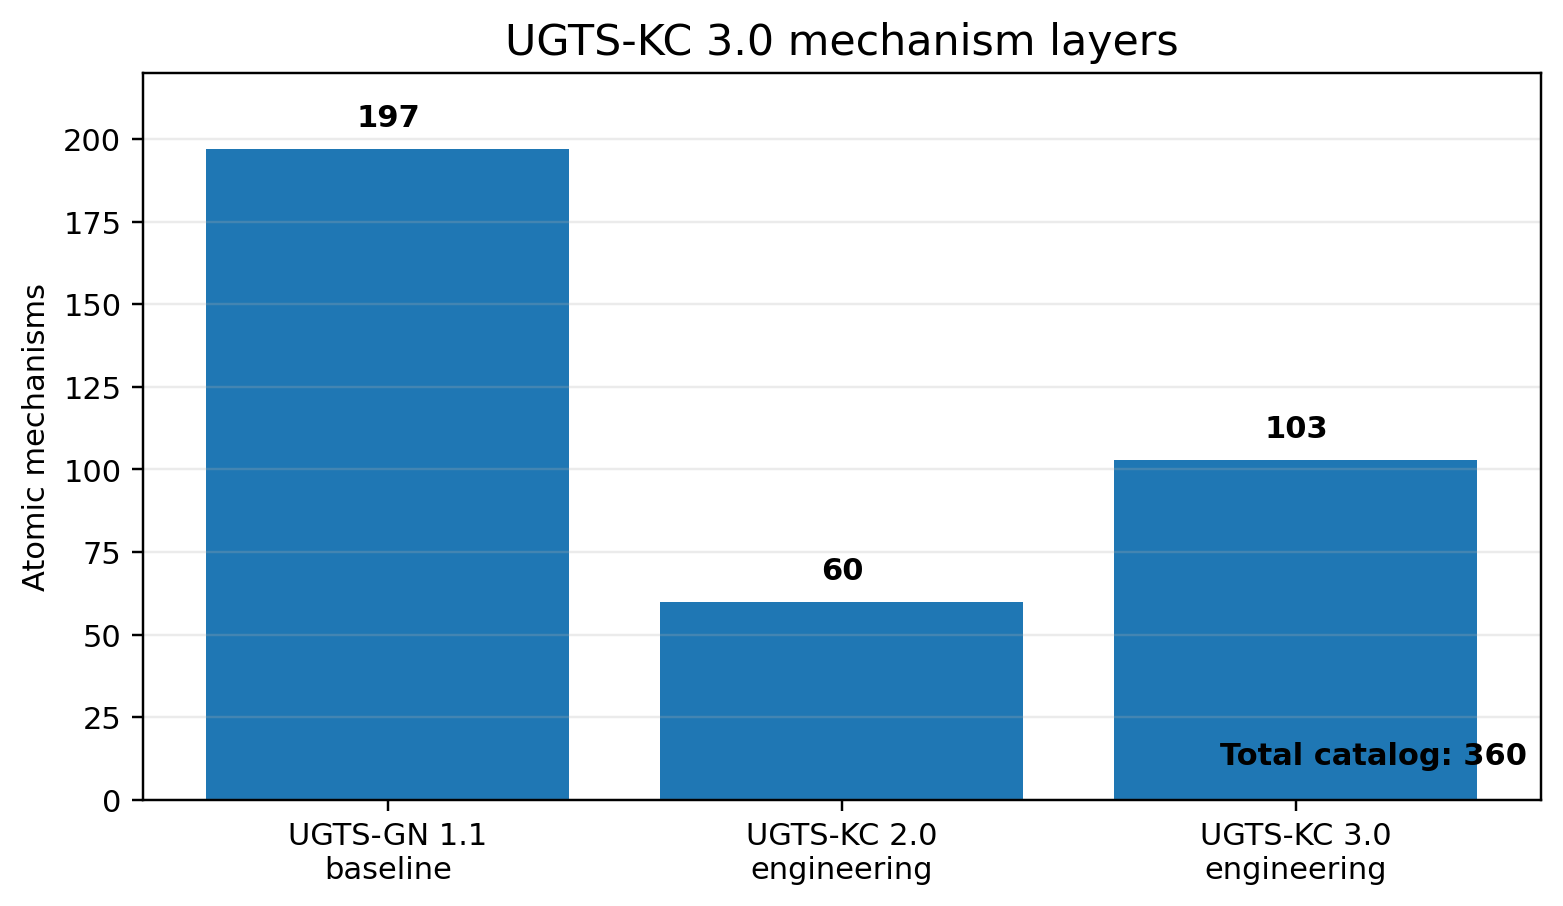 UGTS-KC 3.0 mechanism layers
Atomic mechanisms
200
175
150
125
100
75
50
25
0
197
60
103
Total catalog: 360
UGTS-GN 1.1
baseline
UGTS-KC 2.0
engineering
UGTS-KC 3.0
engineering